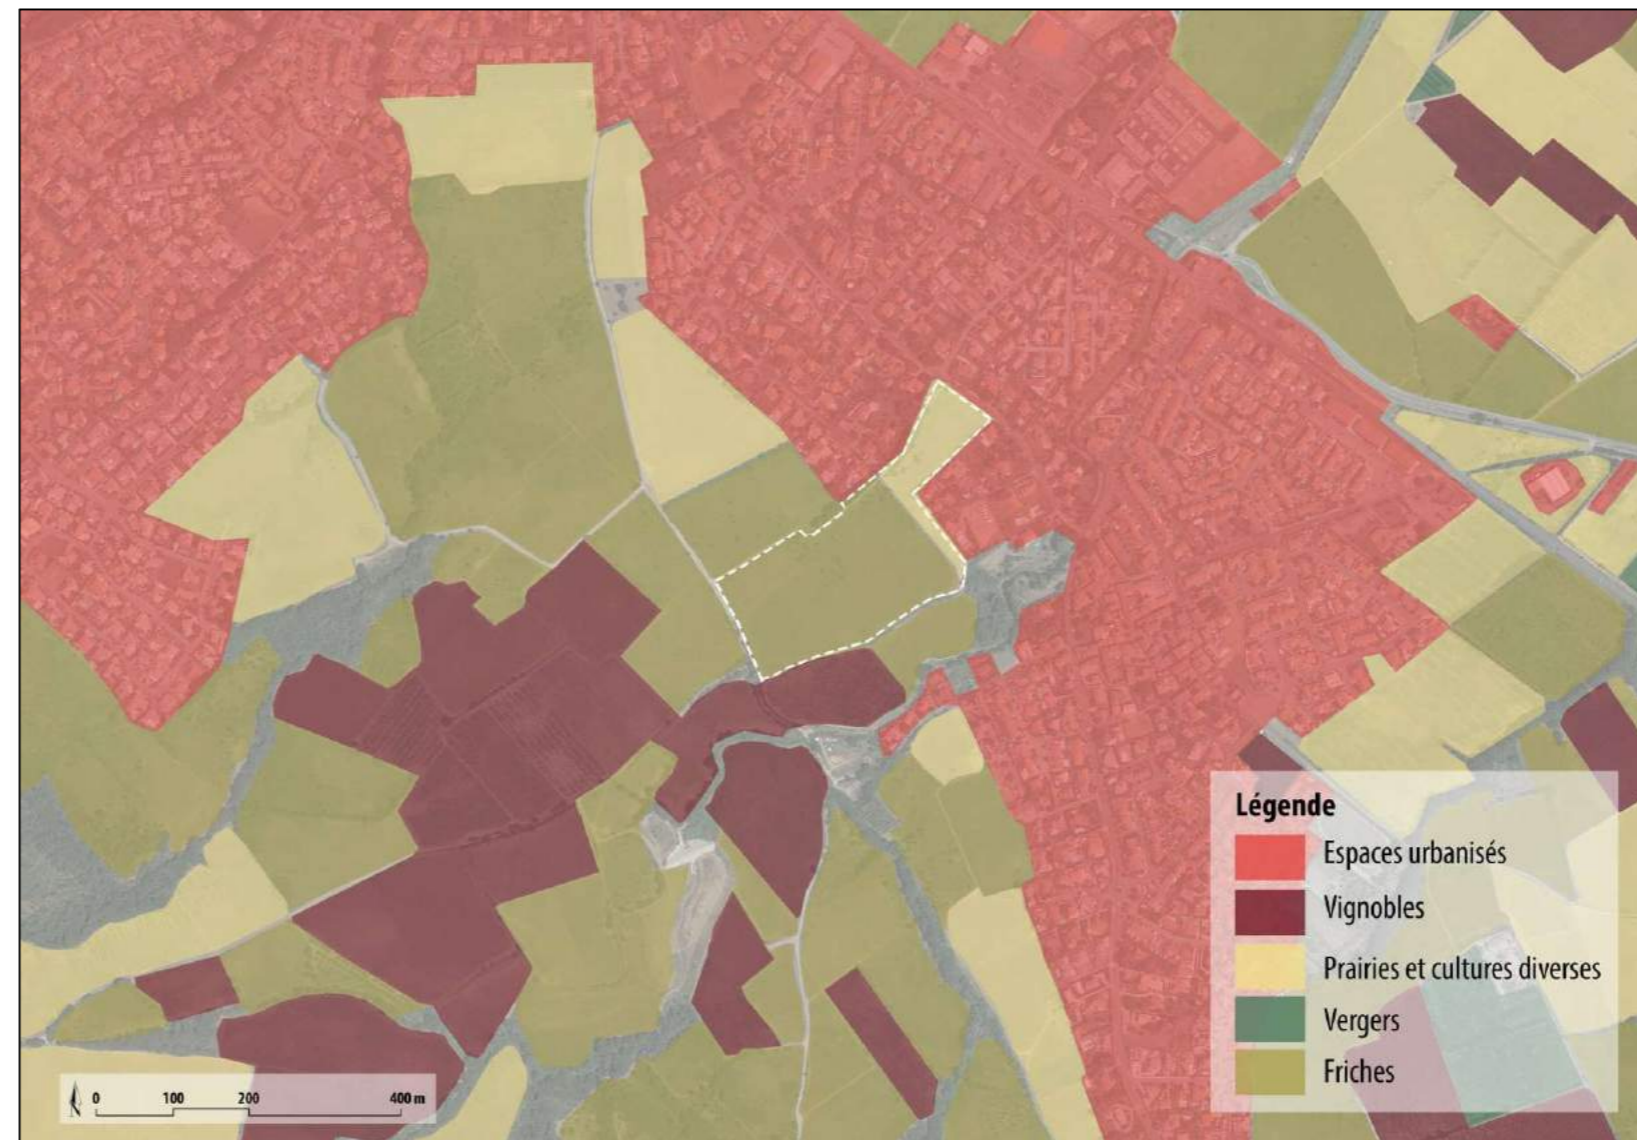 Légende
Espaces urbanisés
Vignobles
Prairies et cultures diverses
Vergers
Friches
N 0 100 200 400 m